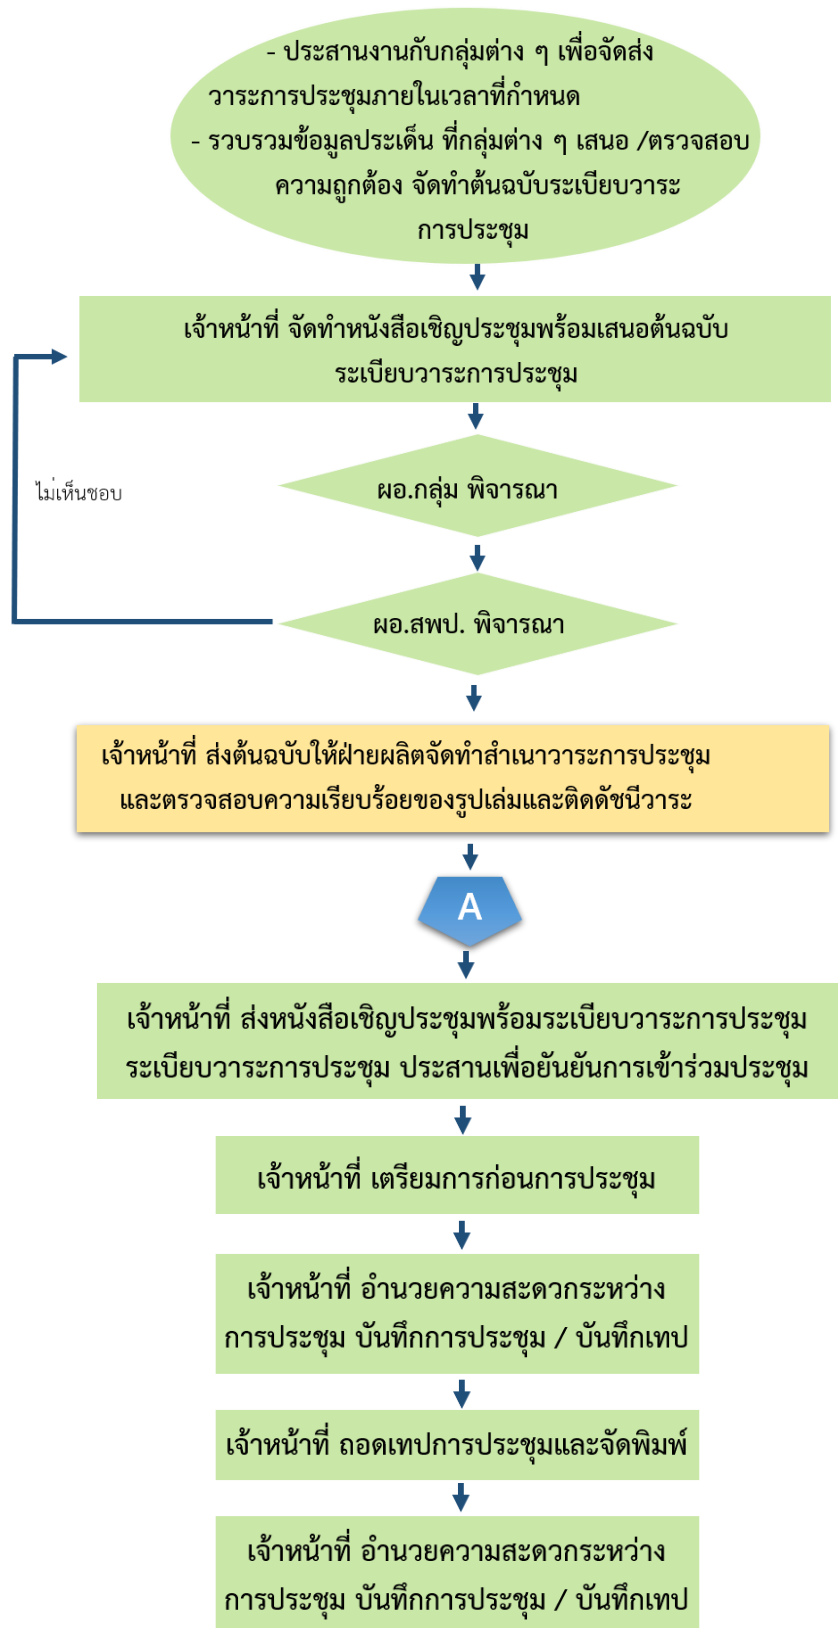 - ประสานงานกับกลุ่มต่าง ๆ เพื่อจัดส่ง
วาระการประชุมภายในเวลาที่กำหนด
- รวบรวมข้อมูลประเด็น ที่กลุ่มต่าง ๆ เสนอ /ตรวจสอบ
ความถูกต้อง จัดทำต้นฉบับระเบียบวาระ
การประชุม
เจ้าหน้าที่ จัดทำหนังสือเชิญประชุมพร้อมเสนอต้นฉบับ
ระเบียบวาระการประชุม
ผอ.กลุ่ม พิจารณา
ไม่เห็นชอบ
ผอ.สพป. พิจารณา
เจ้าหน้าที่ ส่งต้นฉบับให้ฝ่ายผลิตจัดทำสำเนาวาระการประชุม
และตรวจสอบความเรียบร้อยของรูปเล่มและติดดัชนีวาระ
A
เจ้าหน้าที่ ส่งหนังสือเชิญประชุมพร้อมระเบียบวาระการประชุม
ระเบียบวาระการประชุม ประสานเพื่อยันยันการเข้าร่วมประชุม
เจ้าหน้าที่ เตรียมการก่อนการประชุม
เจ้าหน้าที่ อำนวยความสะดวกระหว่าง
การประชุม บันทึกการประชุม / บันทึกเทป
เจ้าหน้าที่ ถอดเทปการประชุมและจัดพิมพ์
เจ้าหน้าที่ อำนวยความสะดวกระหว่าง
การประชุม บันทึกการประชุม / บันทึกเทป